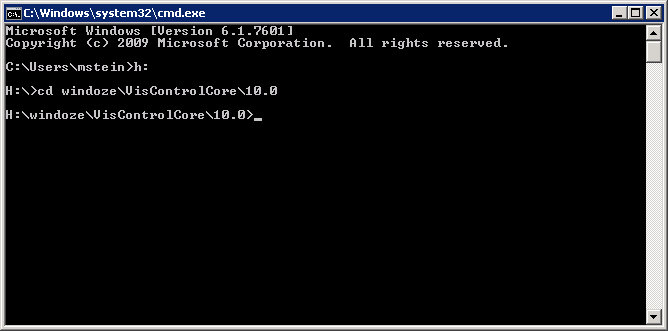 C:\Windows\system32\cmd.exe
Microsoft Windows [Version 6.1.7601]
Copyright (c) 2009 Microsoft Corporation.  All rights reserved.
C:\Users\mstein>h:
H:\>cd windoze\VisControlCore\10.0
H:\windoze\VisControlCore\10.0>_